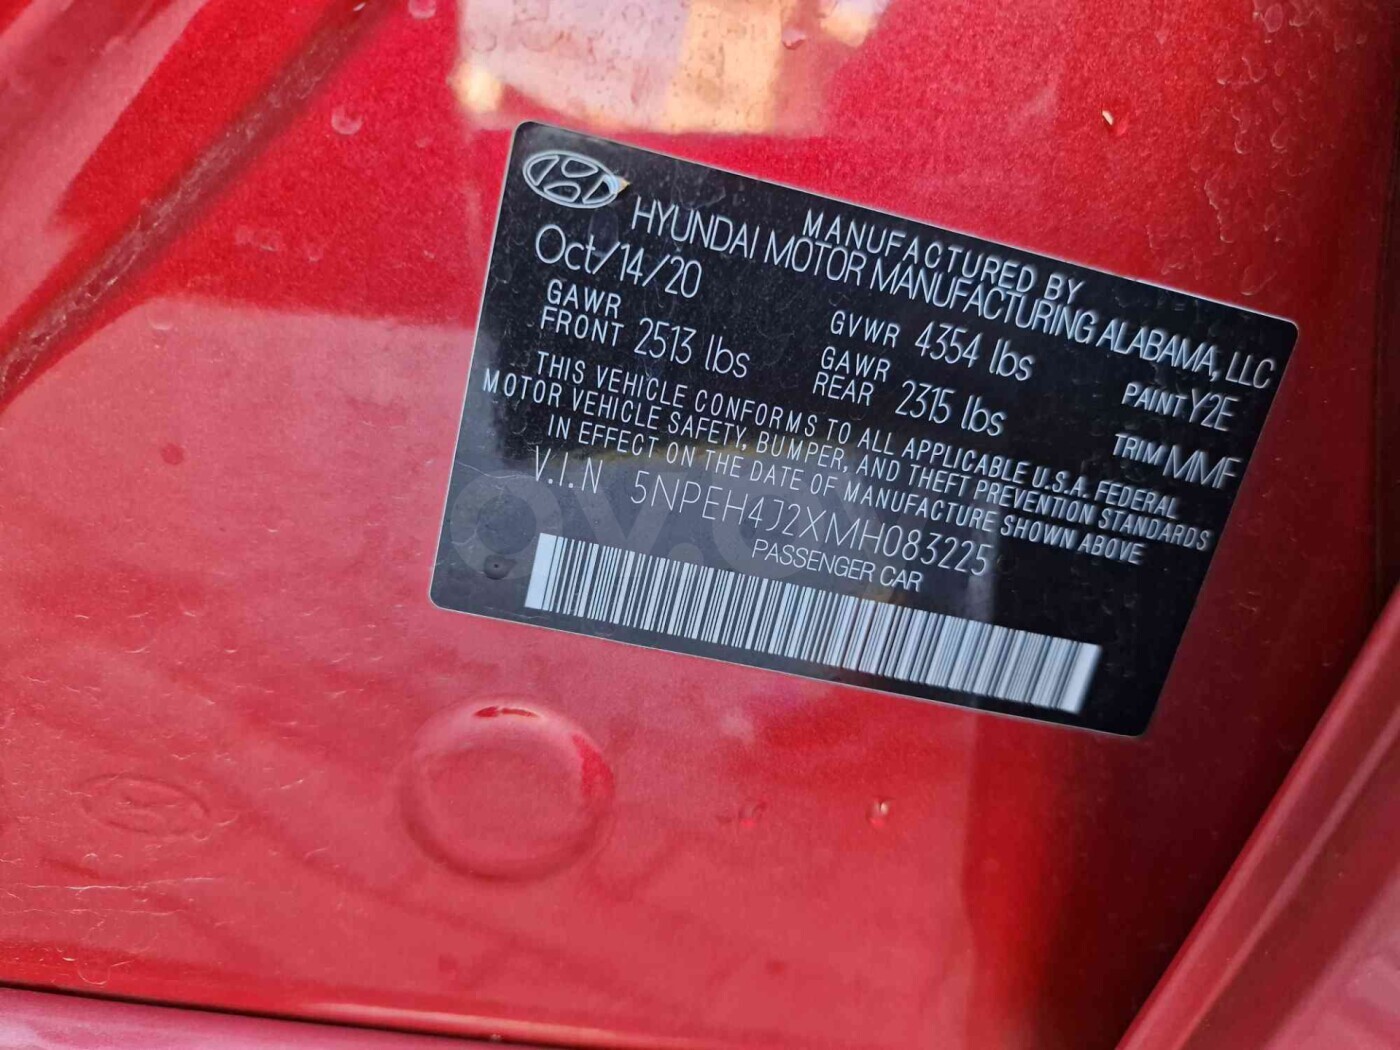 MANUFACTURED BY
HYUNDAI MOTOR MANUFACTURING ALABAMA, LLC
Oct/14/20
GVWR 4354 lbs
PAINT Y2E
GAWR FRONT 2513 lbs
GAWR REAR 2315 lbs
TRIM MMF
THIS VEHICLE CONFORMS TO ALL APPLICABLE U.S.A. FEDERAL
MOTOR VEHICLE SAFETY, BUMPER, AND THEFT PREVENTION STANDARDS
IN EFFECT ON THE DATE OF MANUFACTURE SHOWN ABOVE
V.I.N 5NPEH4J2XMH083225
PASSENGER CAR